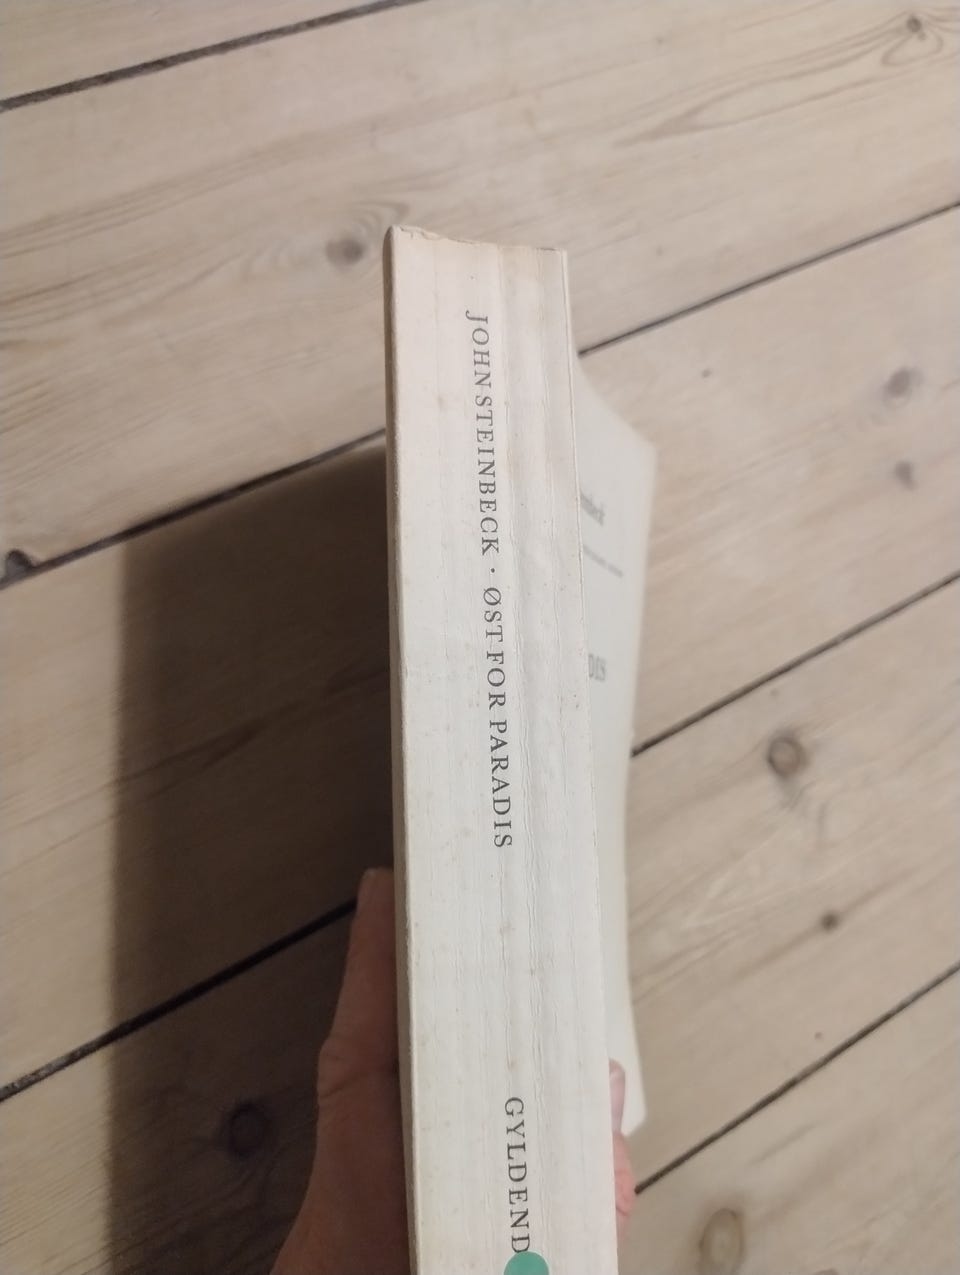 JOHN STEINBECK · ØST FOR PARADIS
GYLDEND